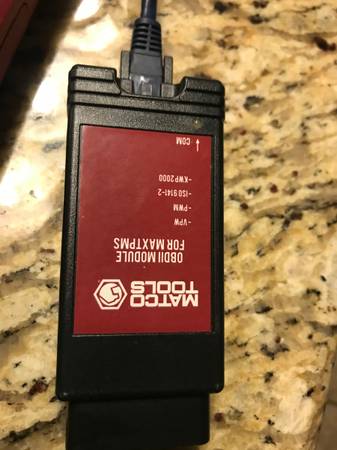 MATCO
TOOLS
OBDII MODULE
FOR MAXTPMS
-VPW
-PWM
-ISO 9141-2
-KWP2000
COM